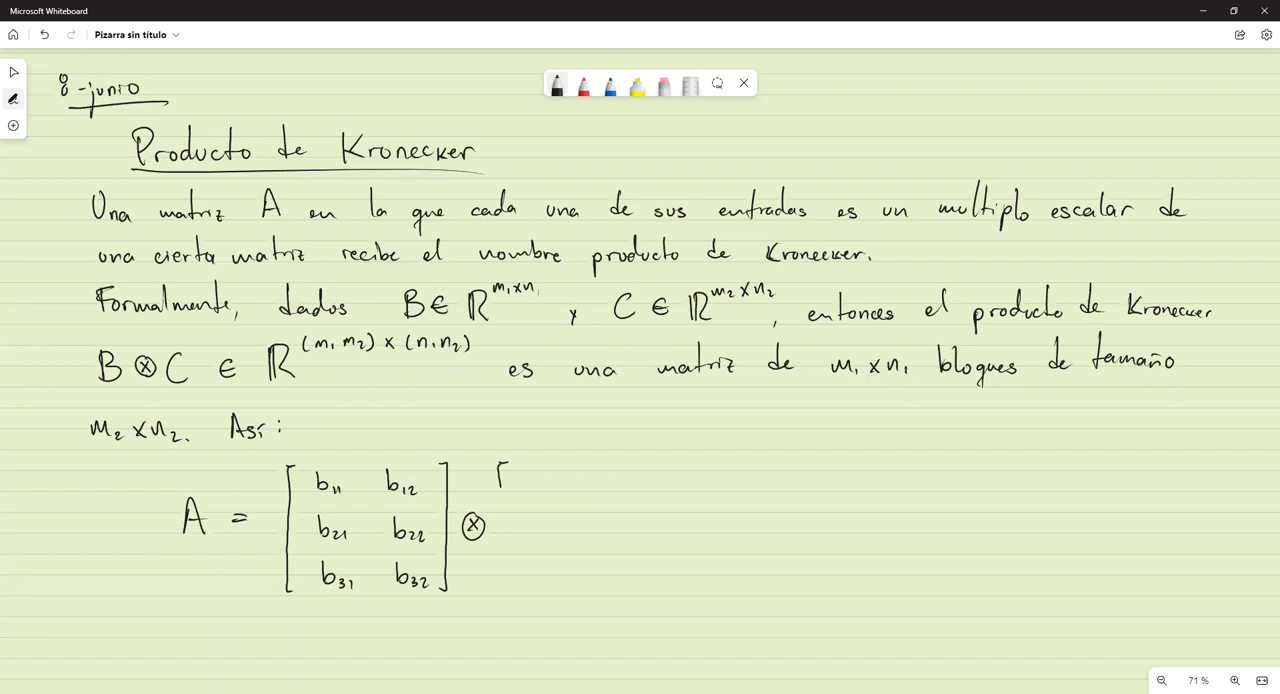 Microsoft Whiteboard
Pizarra sin título
8-junio
Producto de Kronecker
Una matriz A en la que cada una de sus entradas es un multiplo escalar de
una cierta matriz recibe el nombre producto de Kronecker.
Formalmente, dados B ∈ ℝ^{m₁×n₁} y C ∈ ℝ^{m₂×n₂}, entonces el producto de Kronecker
B ⊗ C ∈ ℝ^{(m₁m₂)×(n₁n₂)} es una matriz de m₁×n₁ bloques de tamaño
m₂×n₂. Así:
A = [ b₁₁ b₁₂
b₂₁ b₂₂
b₃₁ b₃₂ ] ⊗ [
71 %